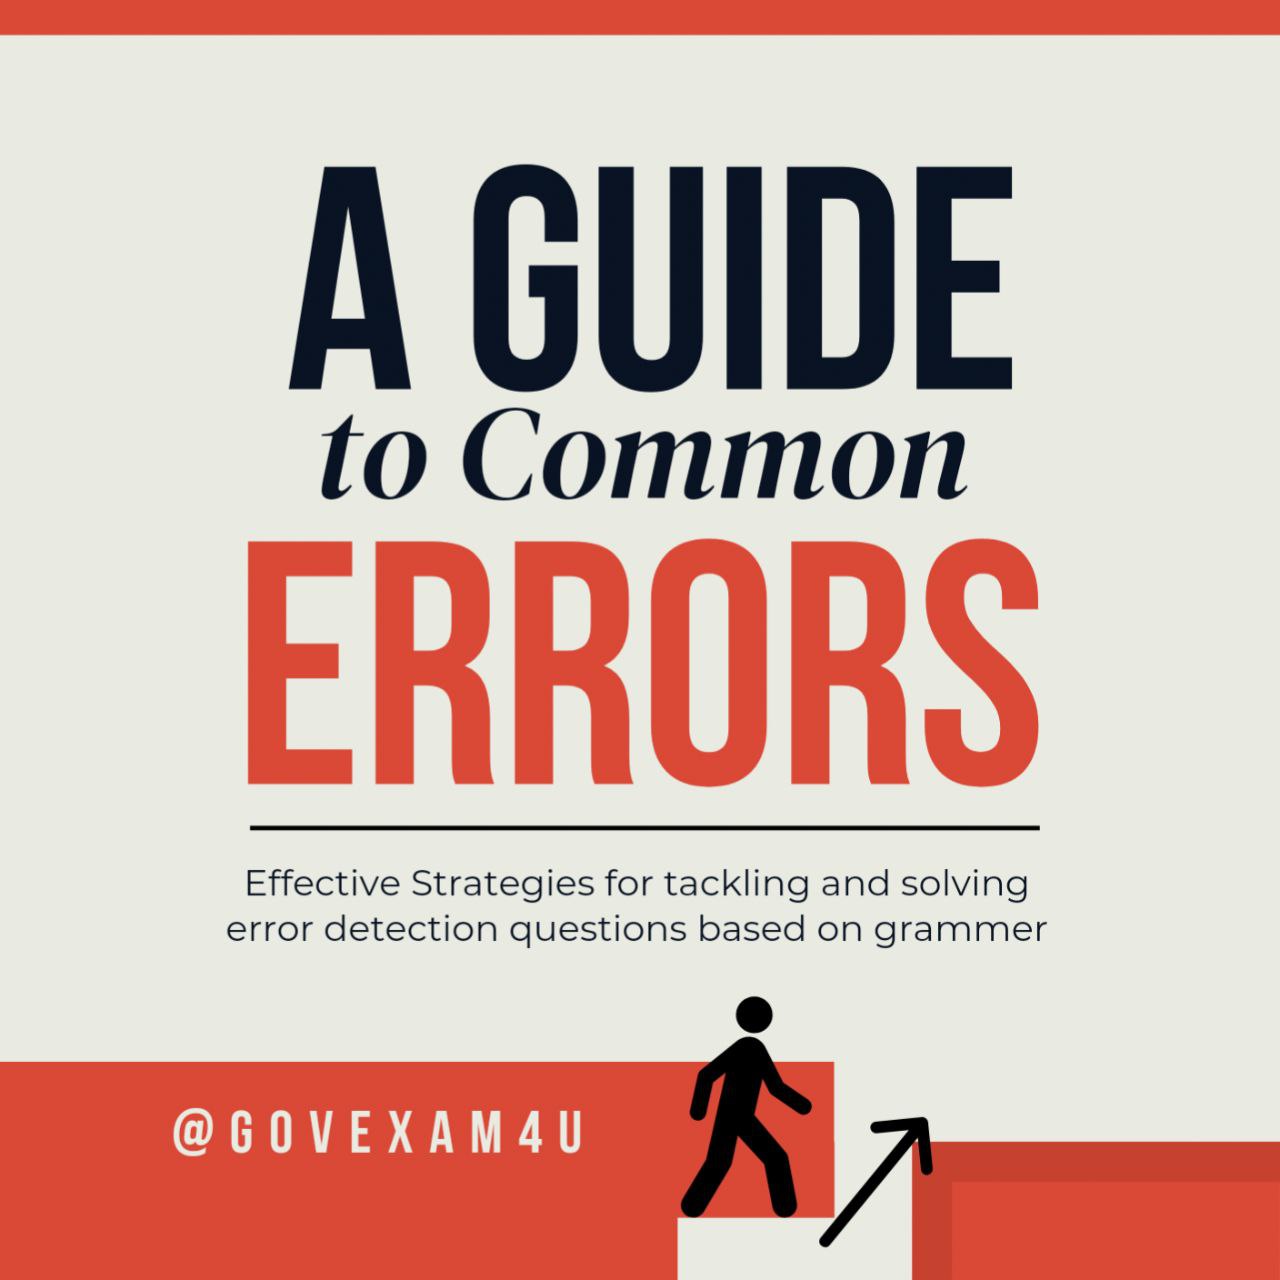 A GUIDE
to Common
ERRORS
Effective Strategies for tackling and solving
error detection questions based on grammer
@GOVEXAM4U